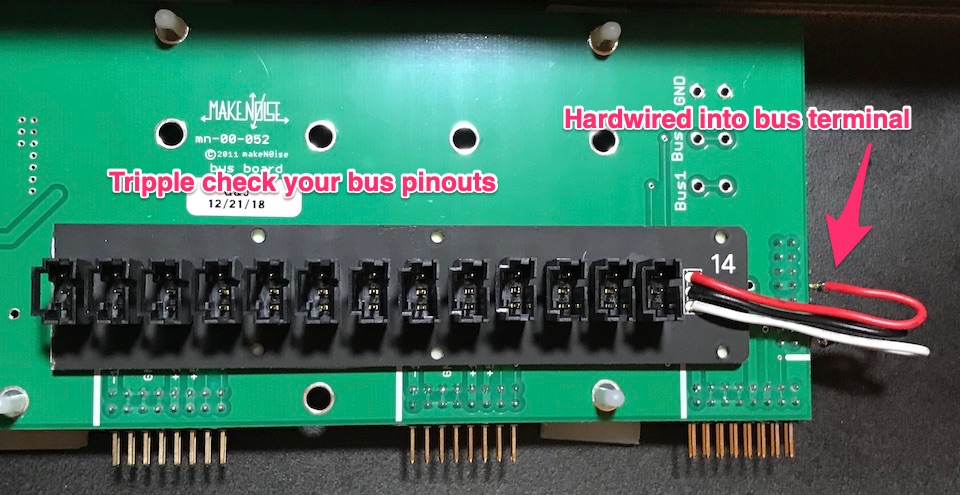 MAKENOISE
mn-00-052
©2011 makeN0ise
bus board
Tripple check your bus pinouts
12/21/18
Hardwired into bus terminal
GND
Bus
Bus1
14